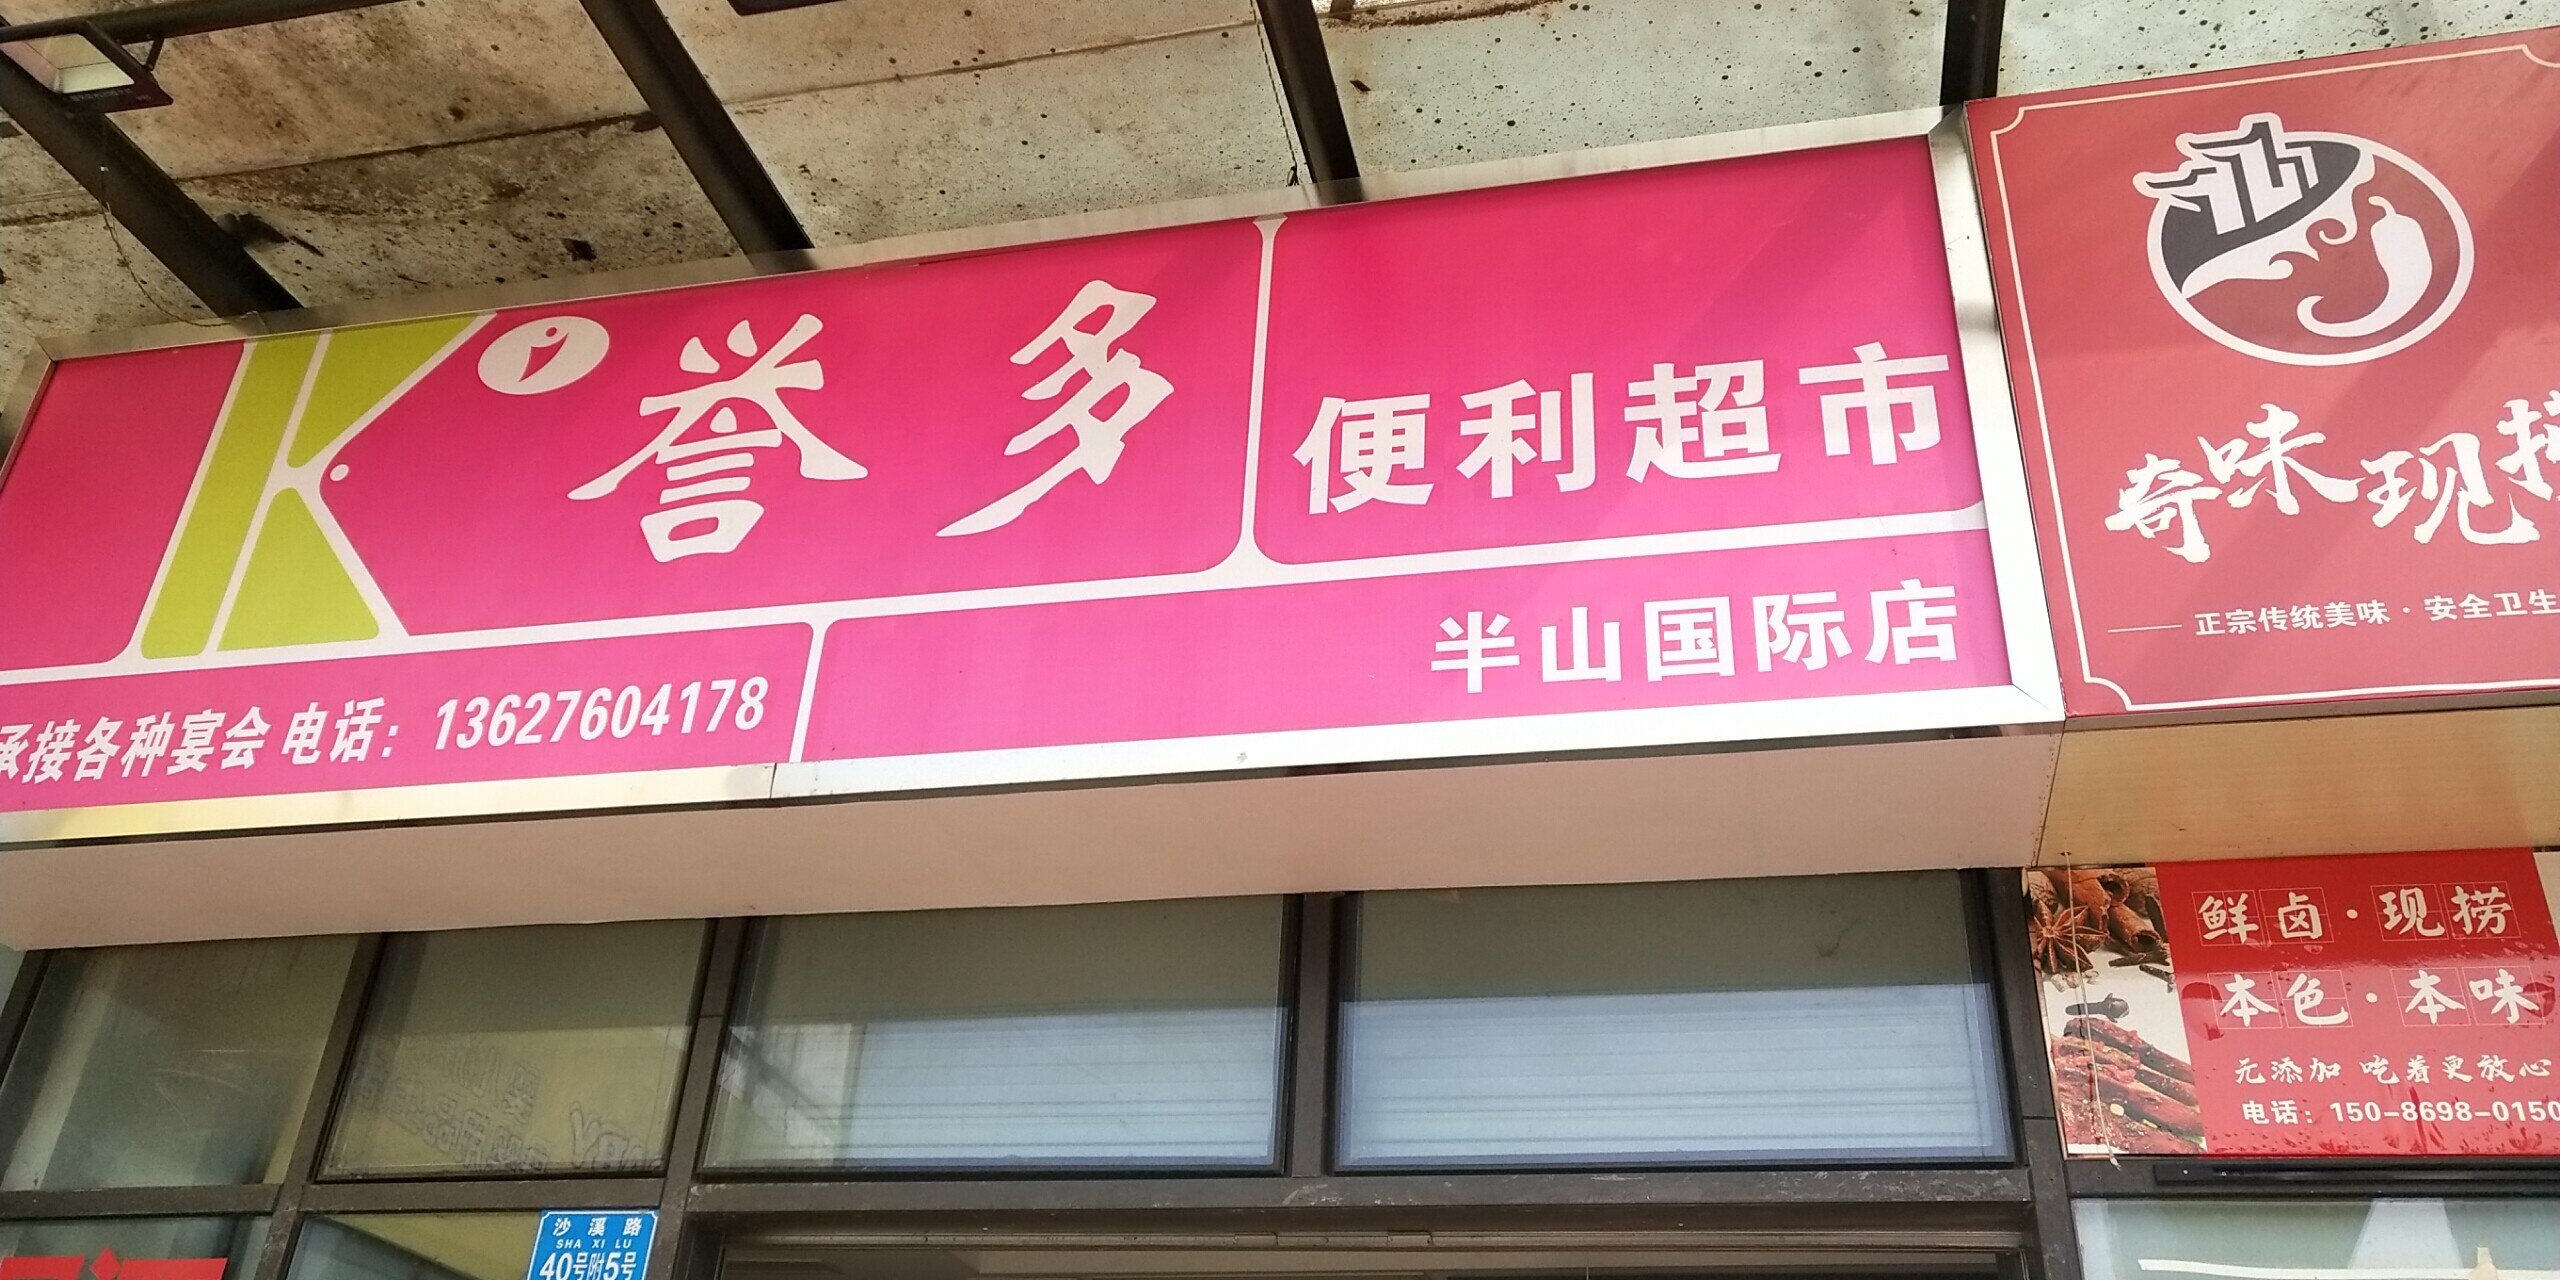 K
誉多
便利超市
半山国际店
承接各种宴会 电话：13627604178
奇味现捞
正宗传统美味·安全卫生
鲜卤·现捞
本色·本味
无添加 吃着更放心
电话：150-8698-0150
沙溪路
SHA XI LU
40号附5号